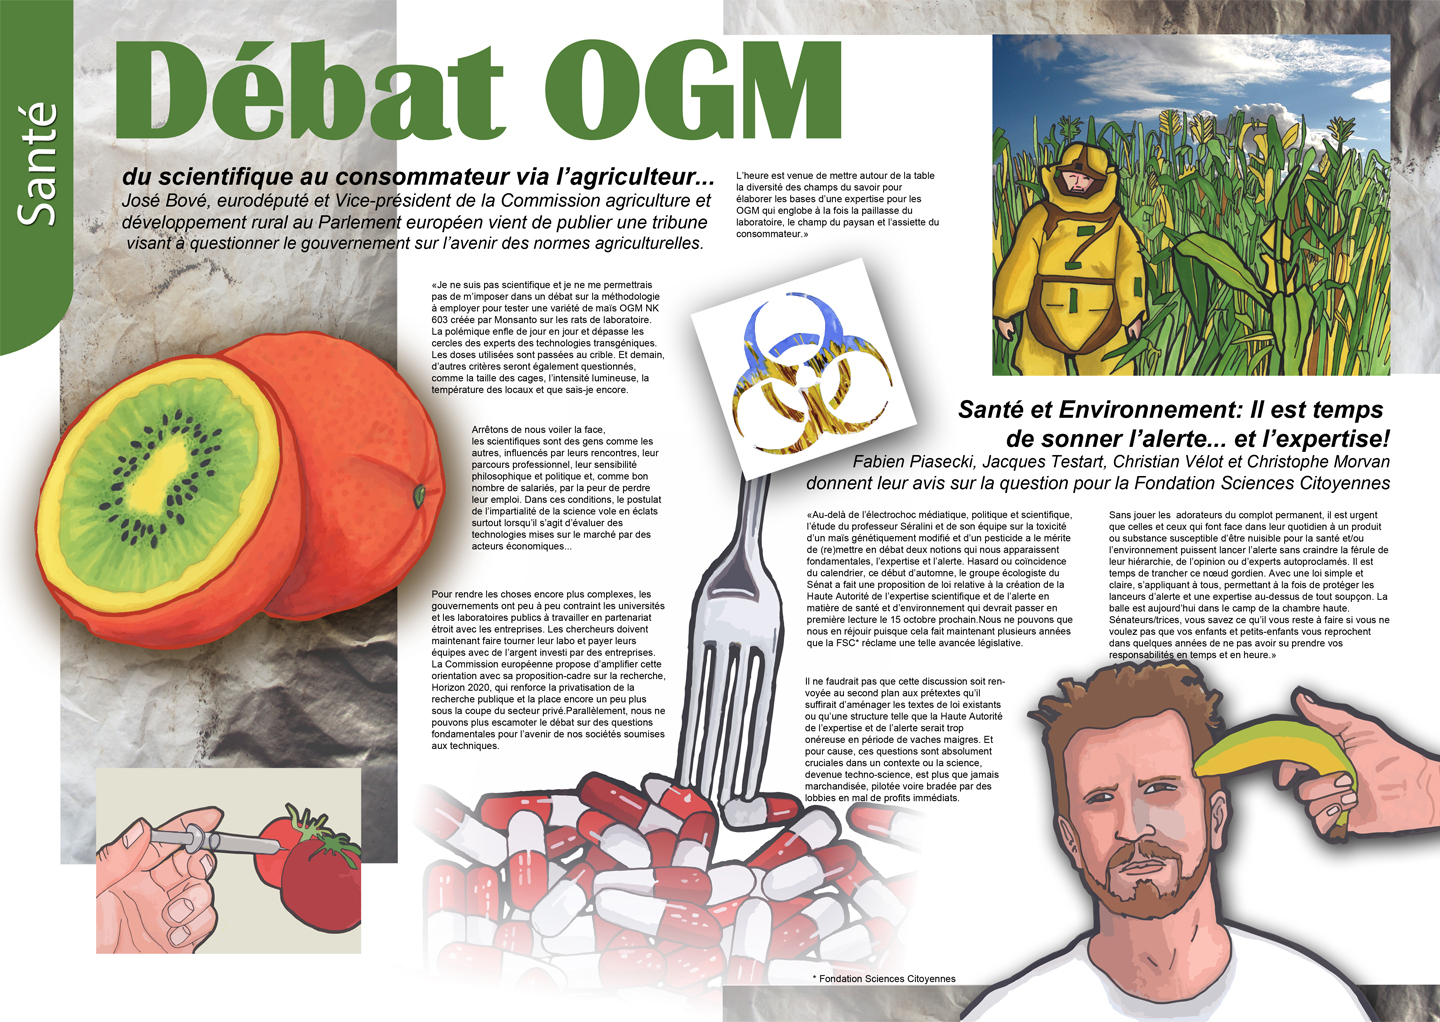 Santé
Débat OGM
du scientifique au consommateur via l’agriculteur...
José Bové, eurodéputé et Vice-président de la Commission agriculture et
développement rural au Parlement européen vient de publier une tribune
visant à questionner le gouvernement sur l’avenir des normes agriculturelles.
«Je ne suis pas scientifique et je ne me permettrais
pas de m’imposer dans un débat sur la méthodologie
à employer pour tester une variété de maïs OGM NK
603 créée par Monsanto sur les rats de laboratoire.
La polémique enfle de jour en jour et dépasse les
cercles des experts des technologies transgéniques.
Les doses utilisées sont passées au crible. Et demain,
d’autres critères seront également questionnés,
comme la taille des cages, l’intensité lumineuse, la
température des locaux et que sais-je encore.
Arrêtons de nous voiler la face,
les scientifiques sont des gens comme les
autres, influencés par leurs rencontres, leur
parcours professionnel, leur sensibilité
philosophique et politique et, comme bon
nombre de salariés, par la peur de perdre
leur emploi. Dans ces conditions, le postulat
de l’impartialité de la science vole en éclats
surtout lorsqu’il s’agit d’évaluer des
technologies mises sur le marché par des
acteurs économiques...
Pour rendre les choses encore plus complexes, les
gouvernements ont peu à peu contraint les universités
et les laboratoires publics à travailler en partenariat
étroit avec les entreprises. Les chercheurs doivent
maintenant faire tourner leur labo et payer leurs
équipes avec de l’argent investi par des entreprises.
La Commission européenne propose d’amplifier cette
orientation avec sa proposition-cadre sur la recherche,
Horizon 2020, qui renforce la privatisation de la
recherche publique et la place encore un peu plus
sous la coupe du secteur privé.Parallèlement, nous ne
pouvons plus escamoter le débat sur des questions
fondamentales pour l’avenir de nos sociétés soumises
aux techniques.
L’heure est venue de mettre autour de la table
la diversité des champs du savoir pour
élaborer les bases d’une expertise pour les
OGM qui englobe à la fois la paillasse du
laboratoire, le champ du paysan et l’assiette du
consommateur.»
Santé et Environnement: Il est temps
de sonner l’alerte... et l’expertise!
Fabien Piasecki, Jacques Testart, Christian Vélot et Christophe Morvan
donnent leur avis sur la question pour la Fondation Sciences Citoyennes
«Au-delà de l’électrochoc médiatique, politique et scientifique,
l’étude du professeur Séralini et de son équipe sur la toxicité
d’un maïs génétiquement modifié et d’un pesticide a le mérite
de (re)mettre en débat deux notions qui nous apparaissent
fondamentales, l’expertise et l’alerte. Hasard ou coïncidence
du calendrier, ce début d’automne, le groupe écologiste du
Sénat a fait une proposition de loi relative à la création de la
Haute Autorité de l’expertise scientifique et de l’alerte en
matière de santé et d’environnement qui devrait passer en
première lecture le 15 octobre prochain.Nous ne pouvons que
nous en réjouir puisque cela fait maintenant plusieurs années
que la FSC* réclame une telle avancée législative.
Il ne faudrait pas que cette discussion soit ren-
voyée au second plan aux prétextes qu’il
suffirait d’aménager les textes de loi existants
ou qu’une structure telle que la Haute Autorité
de l’expertise et de l’alerte serait trop
onéreuse en période de vaches maigres. Et
pour cause, ces questions sont absolument
cruciales dans un contexte ou la science,
devenue techno-science, est plus que jamais
marchandisée, pilotée voire bradée par des
lobbies en mal de profits immédiats.
Sans jouer les adorateurs du complot permanent, il est urgent
que celles et ceux qui font face dans leur quotidien à un produit
ou substance susceptible d’être nuisible pour la santé et/ou
l’environnement puissent lancer l’alerte sans craindre la férule de
leur hiérarchie, de l’opinion ou d’experts autoproclamés. Il est
temps de trancher ce nœud gordien. Avec une loi simple et
claire, s’appliquant à tous, permettant à la fois de protéger les
lanceurs d’alerte et une expertise au-dessus de tout soupçon. La
balle est aujourd’hui dans le camp de la chambre haute.
Sénateurs/trices, vous savez ce qu’il vous reste à faire si vous ne
voulez pas que vos enfants et petits-enfants vous reprochent
dans quelques années de ne pas avoir su prendre vos
responsabilités en temps et en heure.»
* Fondation Sciences Citoyennes